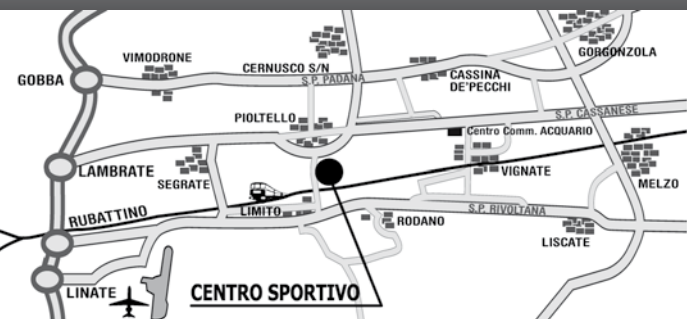 GORGONZOLA
VIMODRONE
CERNUSCO S/N
GOBBA
S.P. PADANA
CASSINA
DE'PECCHI
S.P. CASSANESE
PIOLTELLO
Centro Comm. ACQUARIO
LAMBRATE
SEGRATE
VIGNATE
MELZO
RUBATTINO
LIMITO
S.P. RIVOLTANA
RODANO
LISCATE
LINATE
CENTRO SPORTIVO